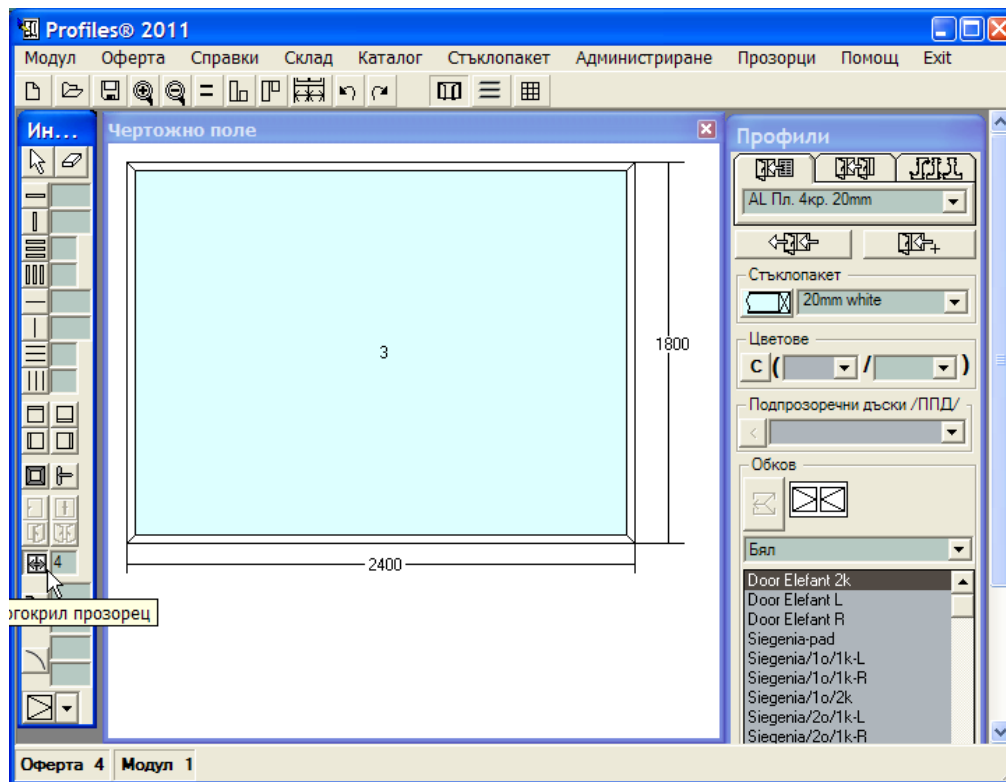 Profiles® 2011
Модул Оферта Справки Склад Каталог Стъклопакет Администриране Прозорци Помощ Exit
Ин...
Чертожно поле
3
1800
2400
4
огокрил прозорец
Профили
AL Пл. 4кр. 20mm
Стъклопакет
20mm white
Цветове
C ( / )
Подпрозоречни дъски /ППД/
<
Обков
Бял
Door Elefant 2k
Door Elefant L
Door Elefant R
Siegenia-pad
Siegenia/1o/1k-L
Siegenia/1o/1k-R
Siegenia/1o/2k
Siegenia/2o/1k-L
Siegenia/2o/1k-R
Оферта 4 Модул 1